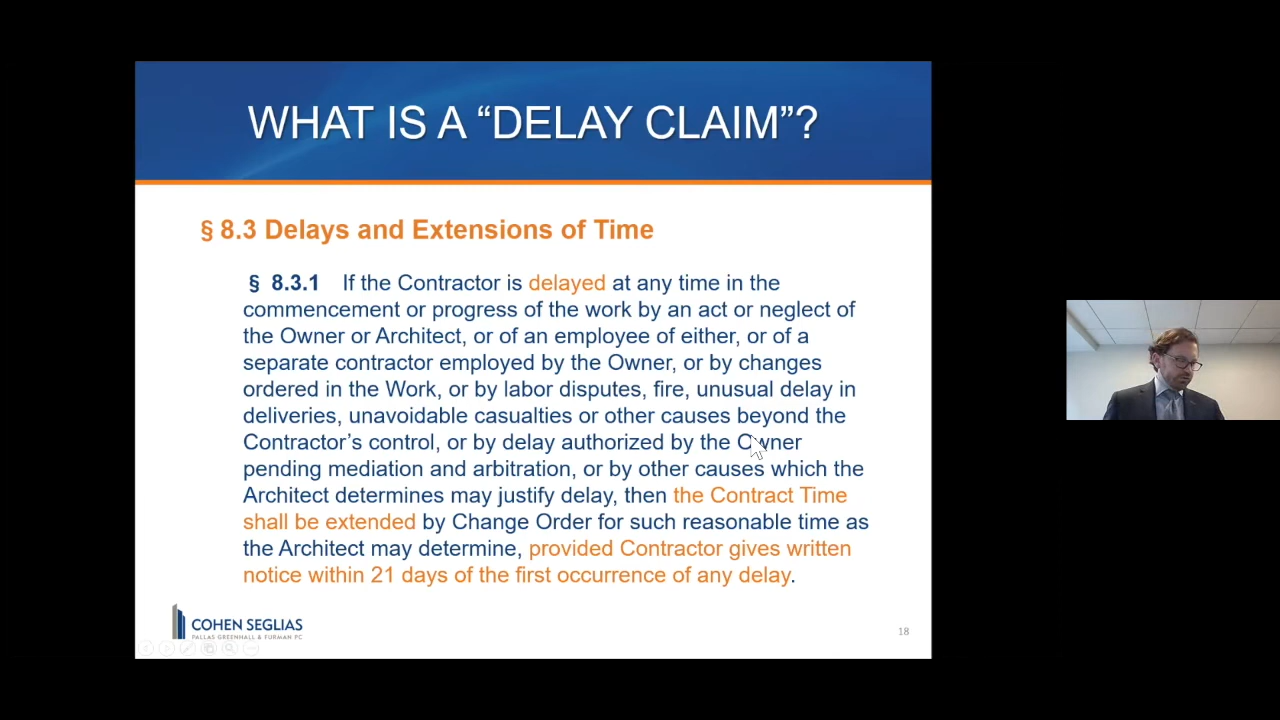 WHAT IS A “DELAY CLAIM”?
§ 8.3 Delays and Extensions of Time
§ 8.3.1 If the Contractor is delayed at any time in the
commencement or progress of the work by an act or neglect of
the Owner or Architect, or of an employee of either, or of a
separate contractor employed by the Owner, or by changes
ordered in the Work, or by labor disputes, fire, unusual delay in
deliveries, unavoidable casualties or other causes beyond the
Contractor’s control, or by delay authorized by the Owner
pending mediation and arbitration, or by other causes which the
Architect determines may justify delay, then the Contract Time
shall be extended by Change Order for such reasonable time as
the Architect may determine, provided Contractor gives written
notice within 21 days of the first occurrence of any delay.
COHEN SEGLIAS
PALLAS GREENHALL & FURMAN PC
18